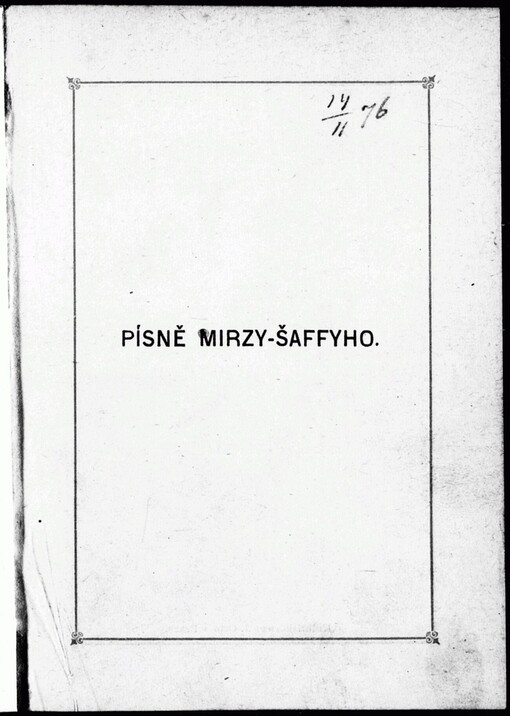 14/11 76
PÍSNĚ MIRZY-ŠAFFYHO.